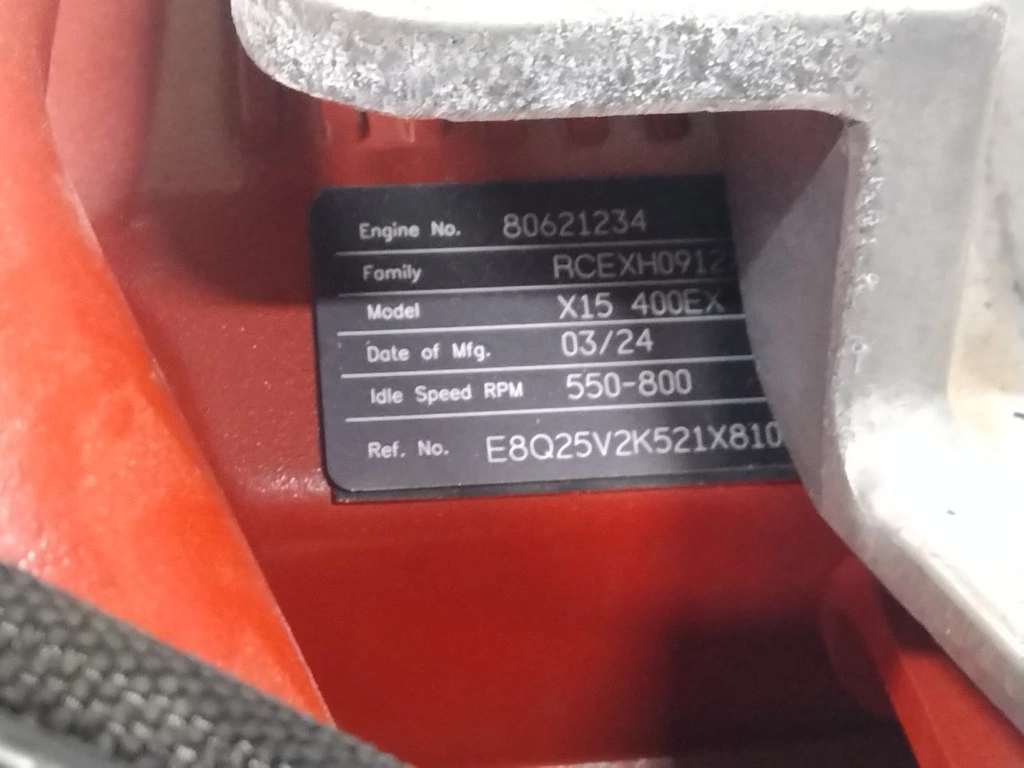 Engine No. 80621234
Family RCEXH0912
Model X15 400EX
Date of Mfg. 03/24
Idle Speed RPM 550-800
Ref. No. E8Q25V2K521X810